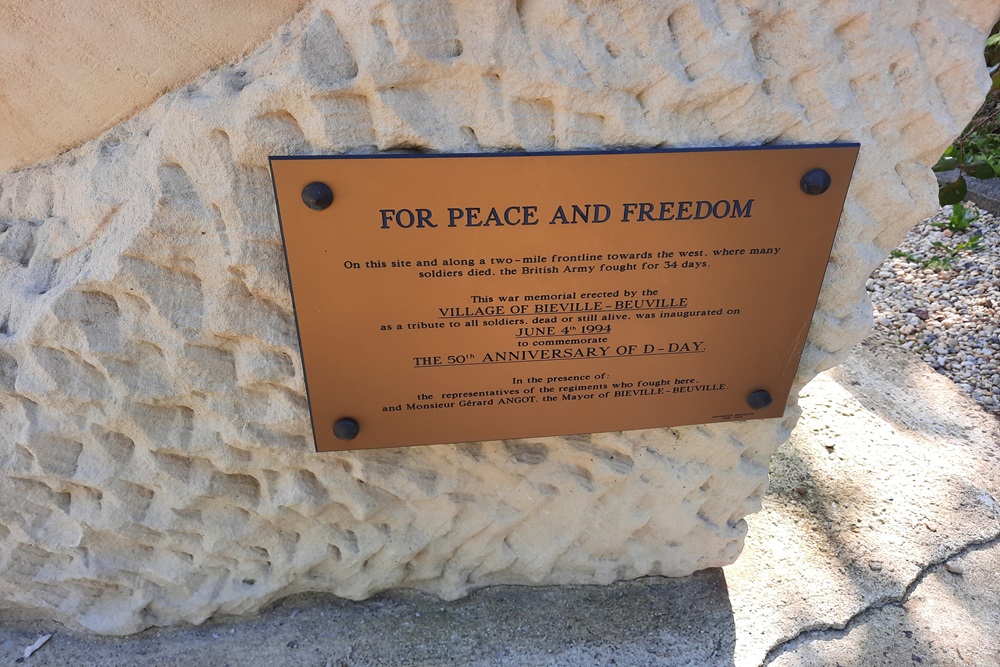 FOR PEACE AND FREEDOM
On this site and along a two-mile frontline towards the west, where many
soldiers died, the British Army fought for 34 days.
This war memorial erected by the
VILLAGE OF BIEVILLE-BEUVILLE
as a tribute to all soldiers, dead or still alive, was inaugurated on
JUNE 4th 1994
to commemorate
THE 50th ANNIVERSARY OF D-DAY.
In the presence of:
the representatives of the regiments who fought here,
and Monsieur Gérard ANGOT, the Mayor of BIEVILLE-BEUVILLE.